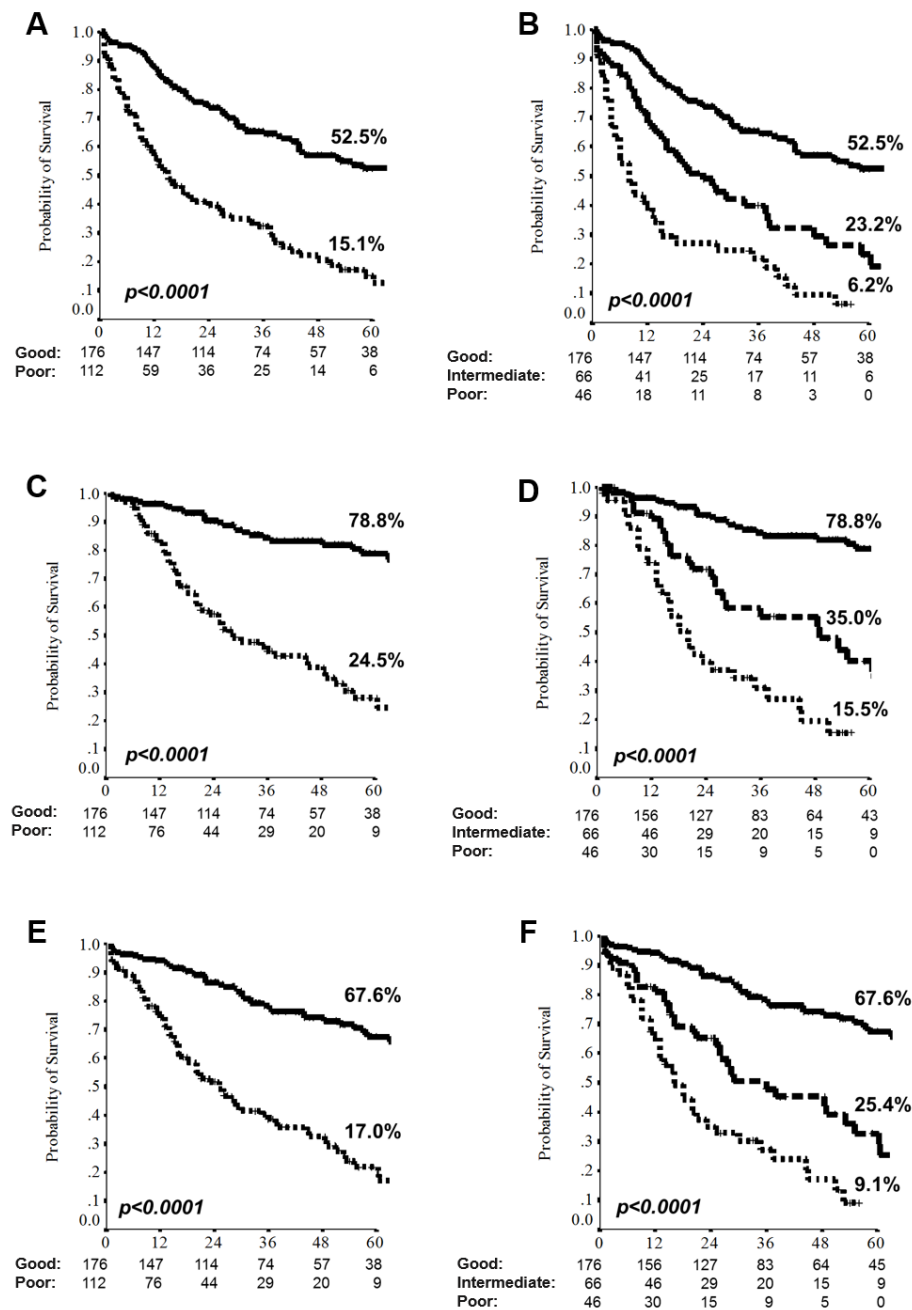 A
Probability of Survival
1.0
.9
.8
.7
.6
.5
.4
.3
.2
.1
0.0
52.5%
15.1%
p<0.0001
0 12 24 36 48 60
Good: 176 147 114 74 57 38
Poor: 112 59 36 25 14 6
B
Probability of Survival
1.0
.9
.8
.7
.6
.5
.4
.3
.2
.1
0.0
52.5%
23.2%
6.2%
p<0.0001
0 12 24 36 48 60
Good: 176 147 114 74 57 38
Intermediate: 66 41 25 17 11 6
Poor: 46 18 11 8 3 0
C
Probability of Survival
1.0
.9
.8
.7
.6
.5
.4
.3
.2
.1
0.0
78.8%
24.5%
p<0.0001
0 12 24 36 48 60
Good: 176 147 114 74 57 38
Poor: 112 76 44 29 20 9
D
Probability of Survival
1.0
.9
.8
.7
.6
.5
.4
.3
.2
.1
0.0
78.8%
35.0%
15.5%
p<0.0001
0 12 24 36 48 60
Good: 176 156 127 83 64 43
Intermediate: 66 46 29 20 15 9
Poor: 46 30 15 9 5 0
E
Probability of Survival
1.0
.9
.8
.7
.6
.5
.4
.3
.2
.1
0.0
67.6%
17.0%
p<0.0001
0 12 24 36 48 60
Good: 176 147 114 74 57 38
Poor: 112 76 44 29 20 9
F
Probability of Survival
1.0
.9
.8
.7
.6
.5
.4
.3
.2
.1
0.0
67.6%
25.4%
9.1%
p<0.0001
0 12 24 36 48 60
Good: 176 156 127 83 64 45
Intermediate: 66 46 29 20 15 9
Poor: 46 30 15 9 5 0